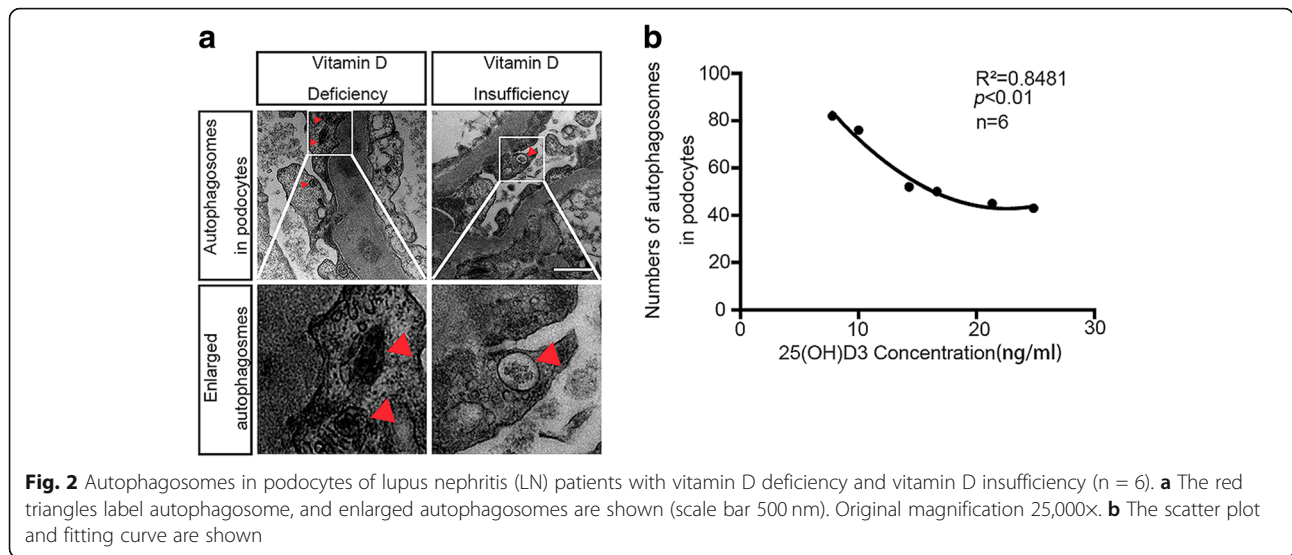 a
Vitamin D
Deficiency
Vitamin D
Insufficiency
Autophagosomes
in podocytes
Enlarged
autophagosmes
b
Numbers of autophagosomes
in podocytes
100
80
60
40
20
0
0
10
20
30
25(OH)D3 Concentration(ng/ml)
R²=0.8481
p<0.01
n=6
Fig. 2 Autophagosomes in podocytes of lupus nephritis (LN) patients with vitamin D deficiency and vitamin D insufficiency (n = 6). a The red
triangles label autophagosome, and enlarged autophagosomes are shown (scale bar 500 nm). Original magnification 25,000×. b The scatter plot
and fitting curve are shown